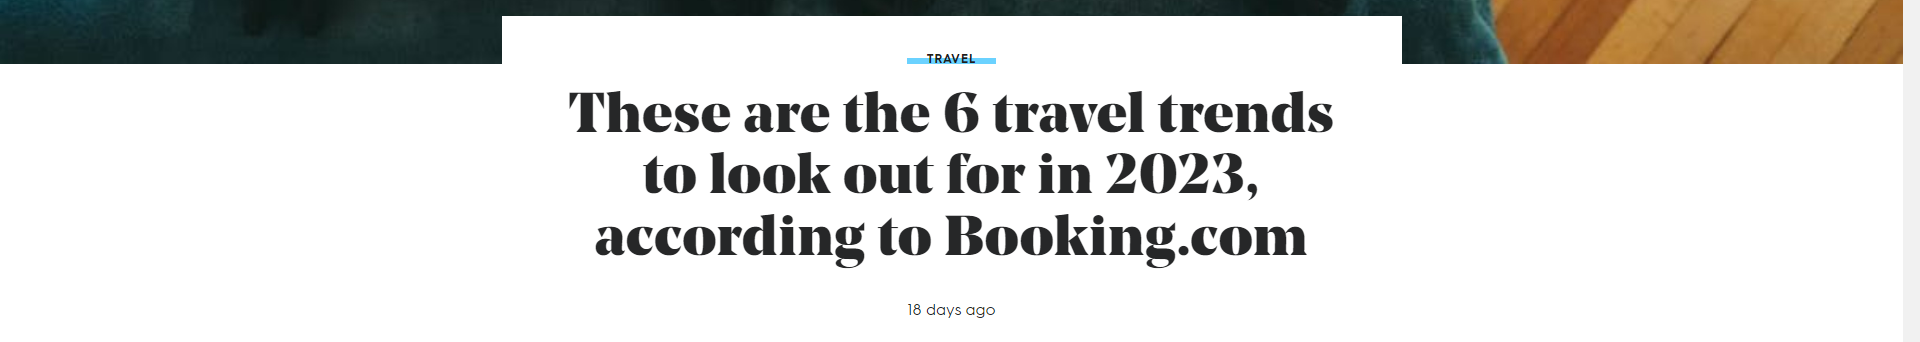 TRAVEL
These are the 6 travel trends
to look out for in 2023,
according to Booking.com
18 days ago